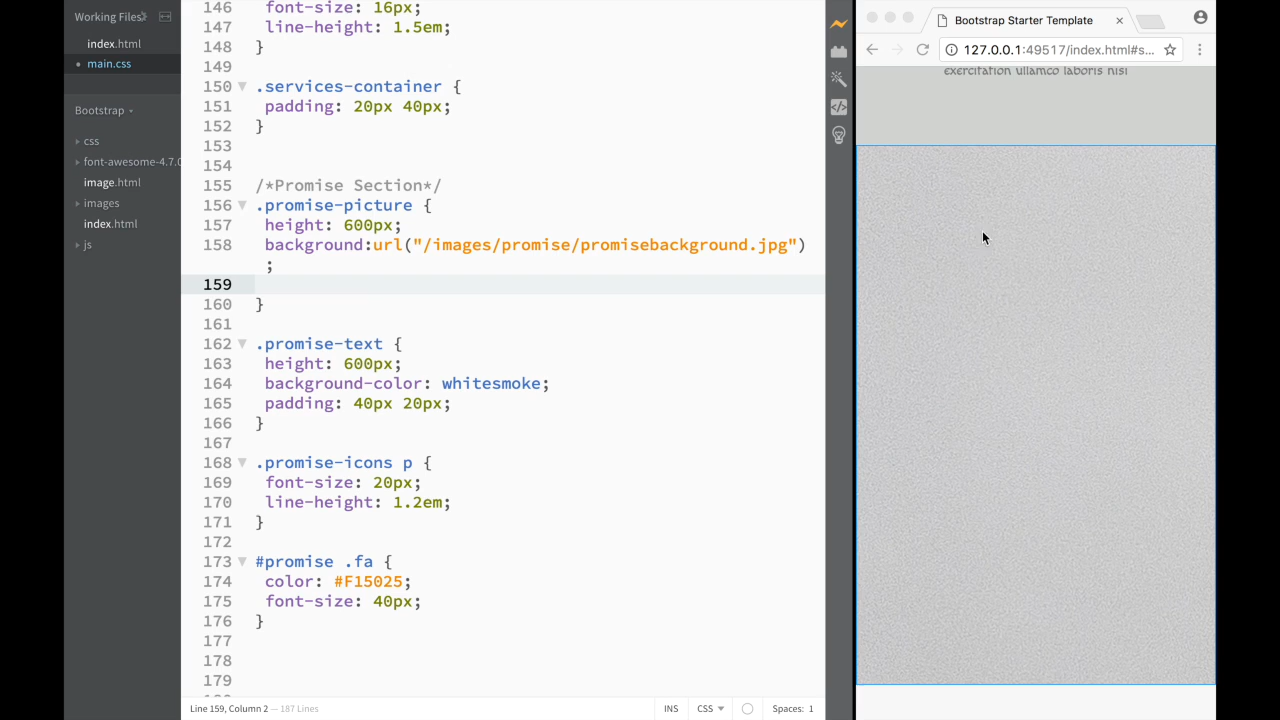 Working Files
index.html
main.css
Bootstrap
css
font-awesome-4.7.0
image.html
images
index.html
js
146 font-size: 16px;
147 line-height: 1.5em;
148 }
149
150 .services-container {
151 padding: 20px 40px;
152 }
153
154
155 /*Promise Section*/
156 .promise-picture {
157 height: 600px;
158 background:url("/images/promise/promisebackground.jpg")
;
159
160 }
161
162 .promise-text {
163 height: 600px;
164 background-color: whitesmoke;
165 padding: 40px 20px;
166 }
167
168 .promise-icons p {
169 font-size: 20px;
170 line-height: 1.2em;
171 }
172
173 #promise .fa {
174 color: #F15025;
175 font-size: 40px;
176 }
177
178
179
Line 159, Column 2 — 187 Lines
INS CSS Spaces: 1
Bootstrap Starter Template
127.0.0.1:49517/index.html#s...
exercitation ullamco laboris nisi